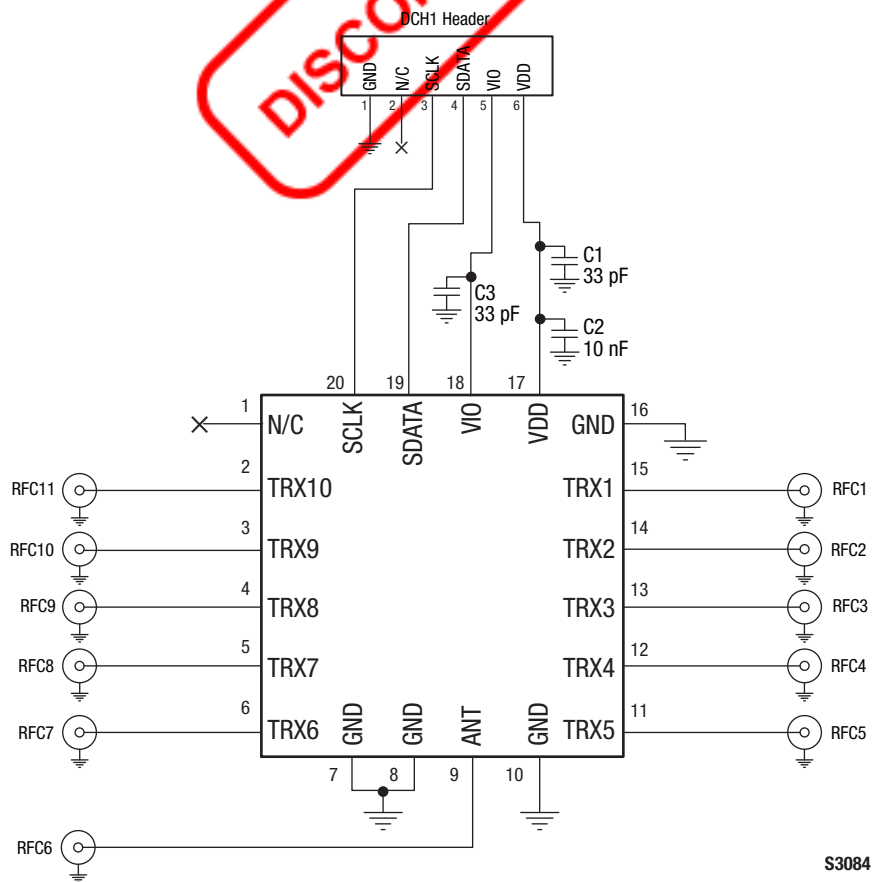 DISCO
DCH1 Header
GND
N/C
SCLK
SDATA
VIO
VDD
1
2
3
4
5
6
C1
33 pF
C3
33 pF
C2
10 nF
20
19
18
17
SCLK
SDATA
VIO
VDD
1
N/C
GND
16
RFC11
2
TRX10
TRX1
15
RFC1
RFC10
3
TRX9
TRX2
14
RFC2
RFC9
4
TRX8
TRX3
13
RFC3
RFC8
5
TRX7
TRX4
12
RFC4
RFC7
6
TRX6
TRX5
11
RFC5
GND
GND
ANT
GND
7
8
9
10
RFC6
S3084